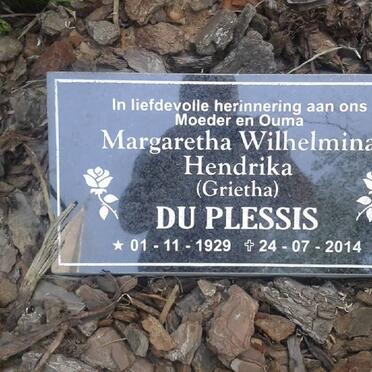 In liefdevolle herinnering aan ons
Moeder en Ouma
Margaretha Wilhelmina
Hendrika
(Grietha)
DU PLESSIS
★ 01 - 11 - 1929 ✞ 24 - 07 - 2014